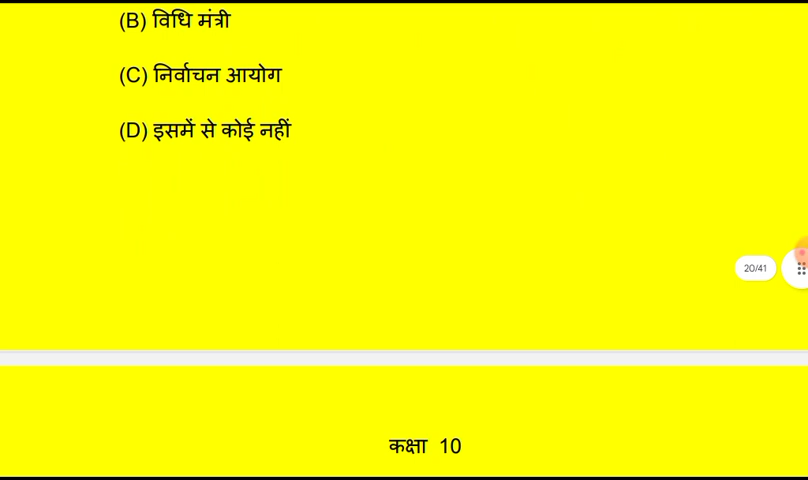 (B) विधि मंत्री
(C) निर्वाचन आयोग
(D) इसमें से कोई नहीं
20/41
कक्षा 10